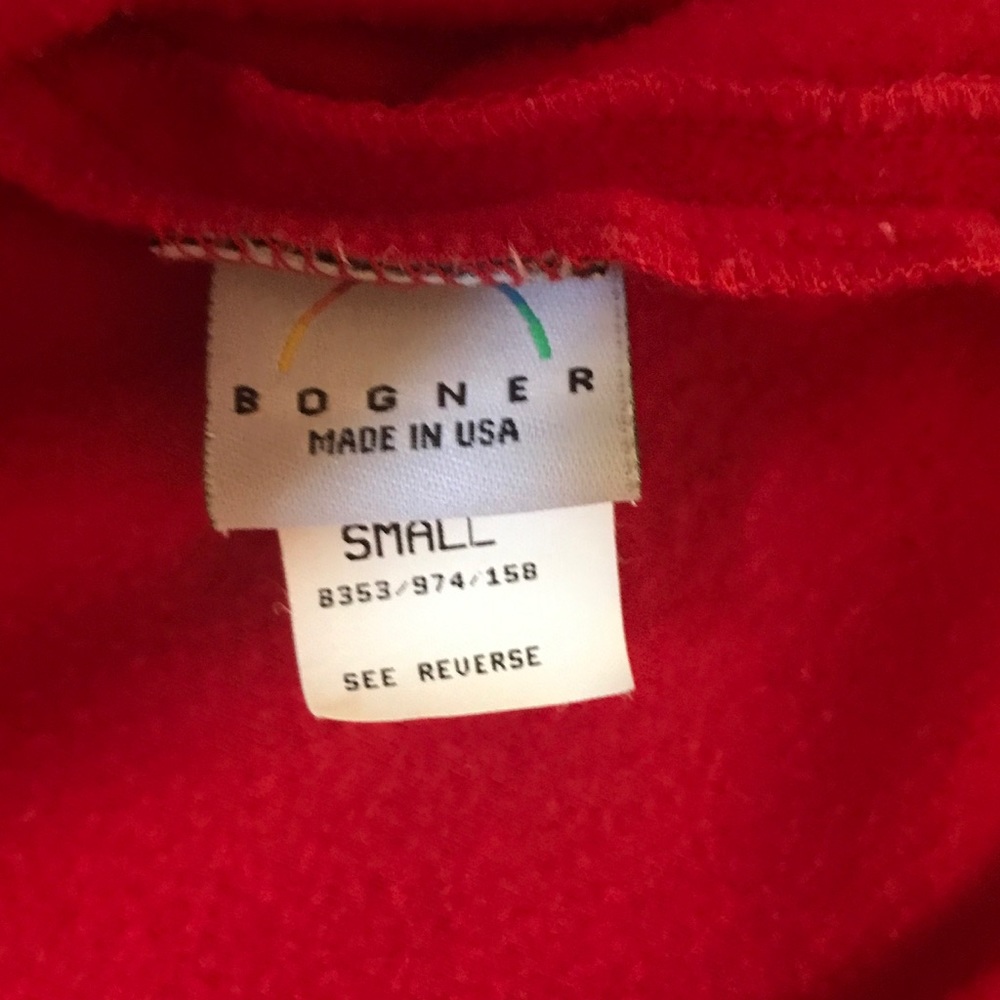 BOGNER
MADE IN USA
SMALL
8353/974/158
SEE REVERSE